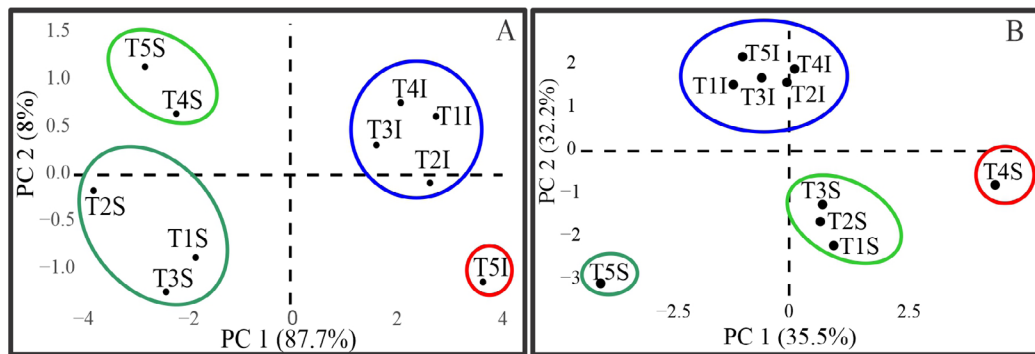 A
1.5
1.0
0.5
0.0
−0.5
−1.0
PC 2 (8%)
T5S
T4S
T4I
T1I
T3I
T2I
T2S
T1S
T3S
T5I
−4
−2
0
2
4
PC 1 (87.7%)
B
2
1
0
−1
−2
−3
PC 2 (32.2%)
T5I
T4I
T1I
T3I
T2I
T4S
T3S
T2S
T1S
T5S
−2.5
0
2.5
PC 1 (35.5%)